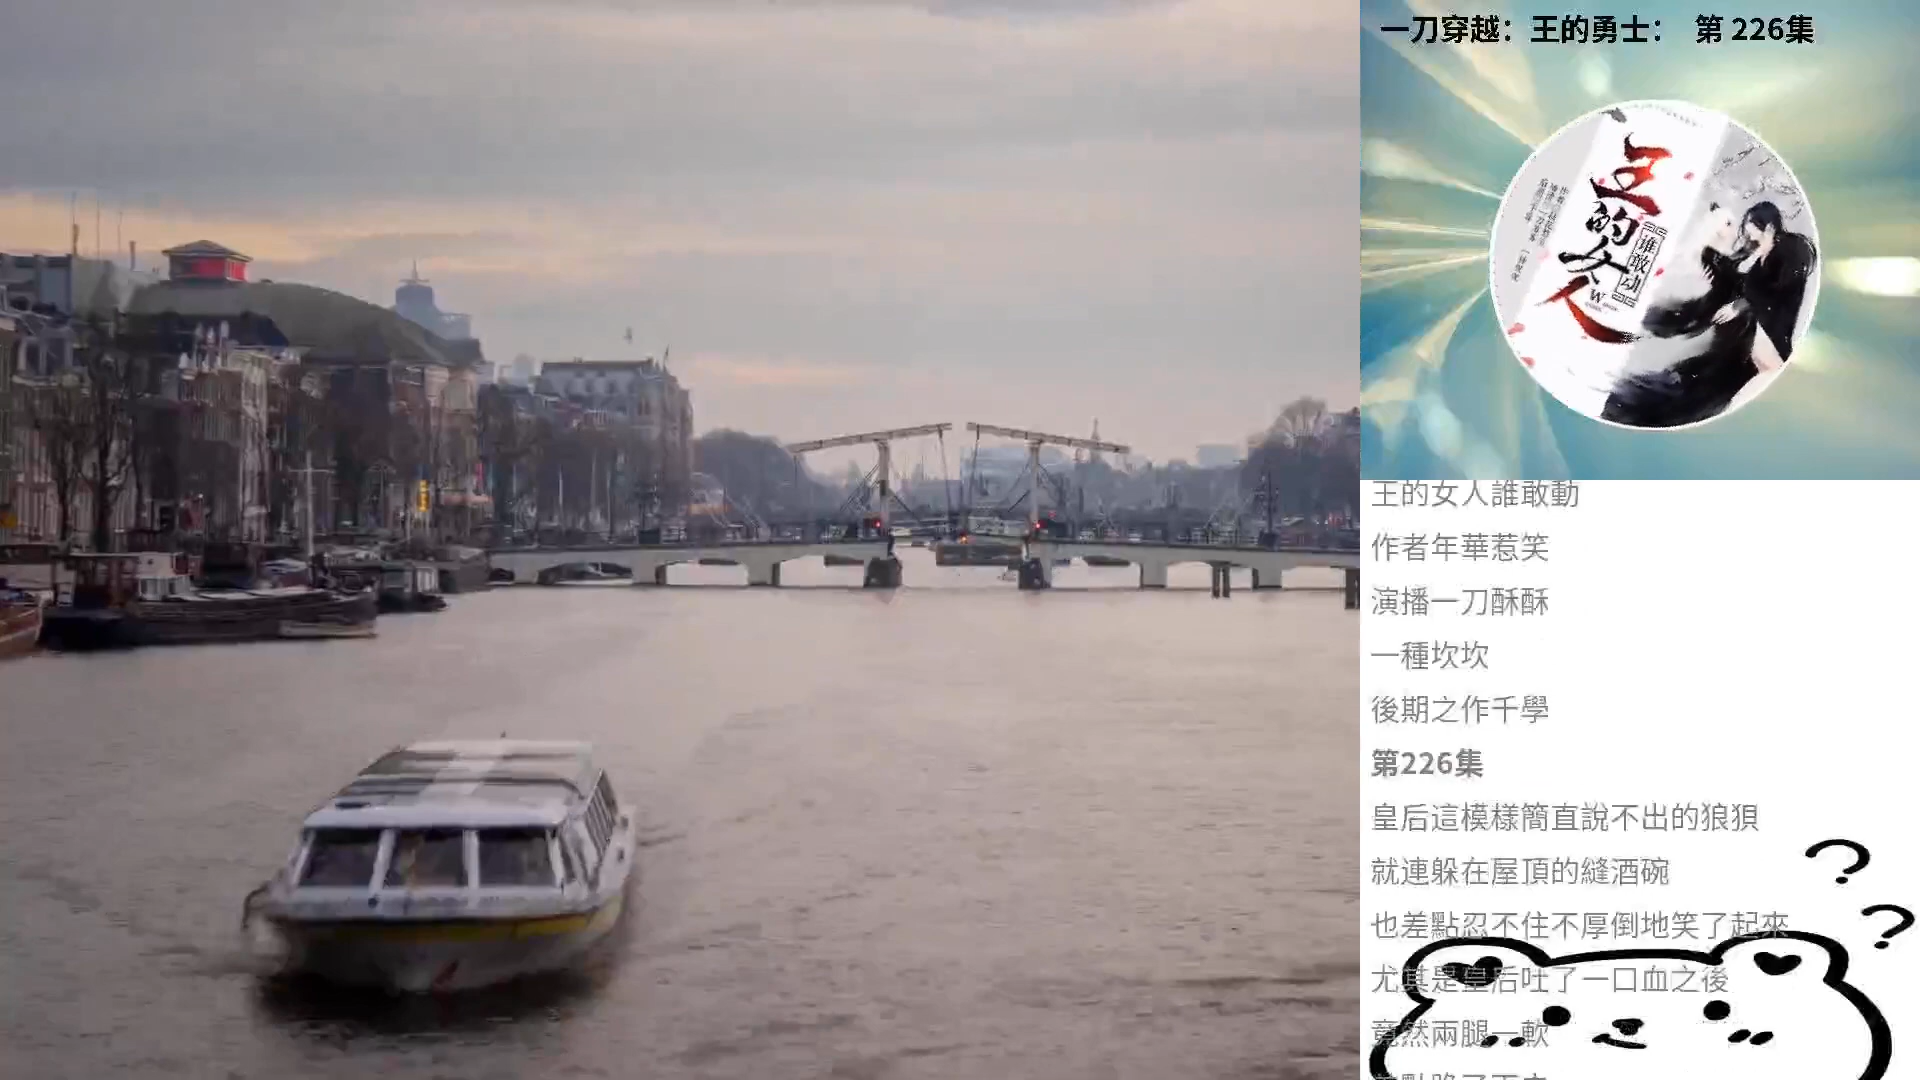 一刀穿越：王的勇士： 第 226集
王的女人
谁敢动
W
王的女人誰敢動
作者年華惹笑
演播一刀酥酥
一種坎坎
後期之作千學
第226集
皇后這模樣簡直說不出的狼狽
就連躲在屋頂的縫酒碗
也差點忍不住不厚倒地笑了起來
尤其是皇后吐了一口血之後
竟然兩腿一軟